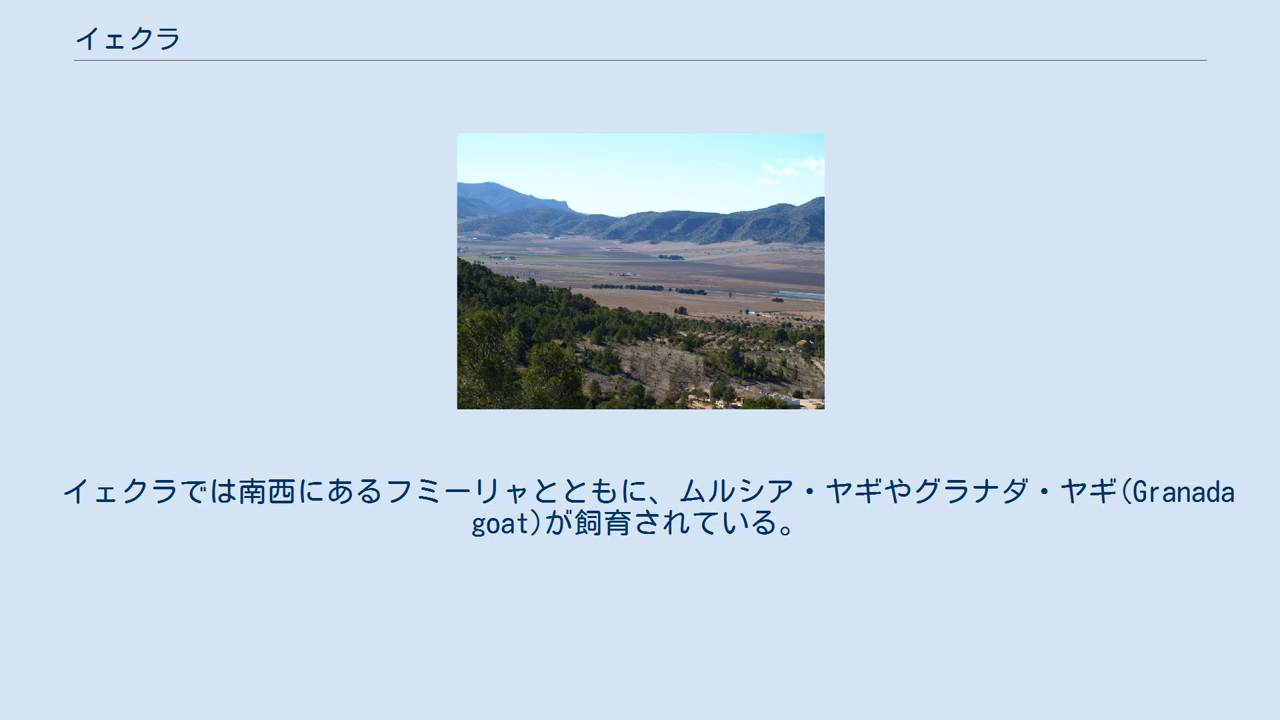 イェクラ
イェクラでは南西にあるフミーリャとともに、ムルシア・ヤギやグラナダ・ヤギ(Granada
goat)が飼育されている。